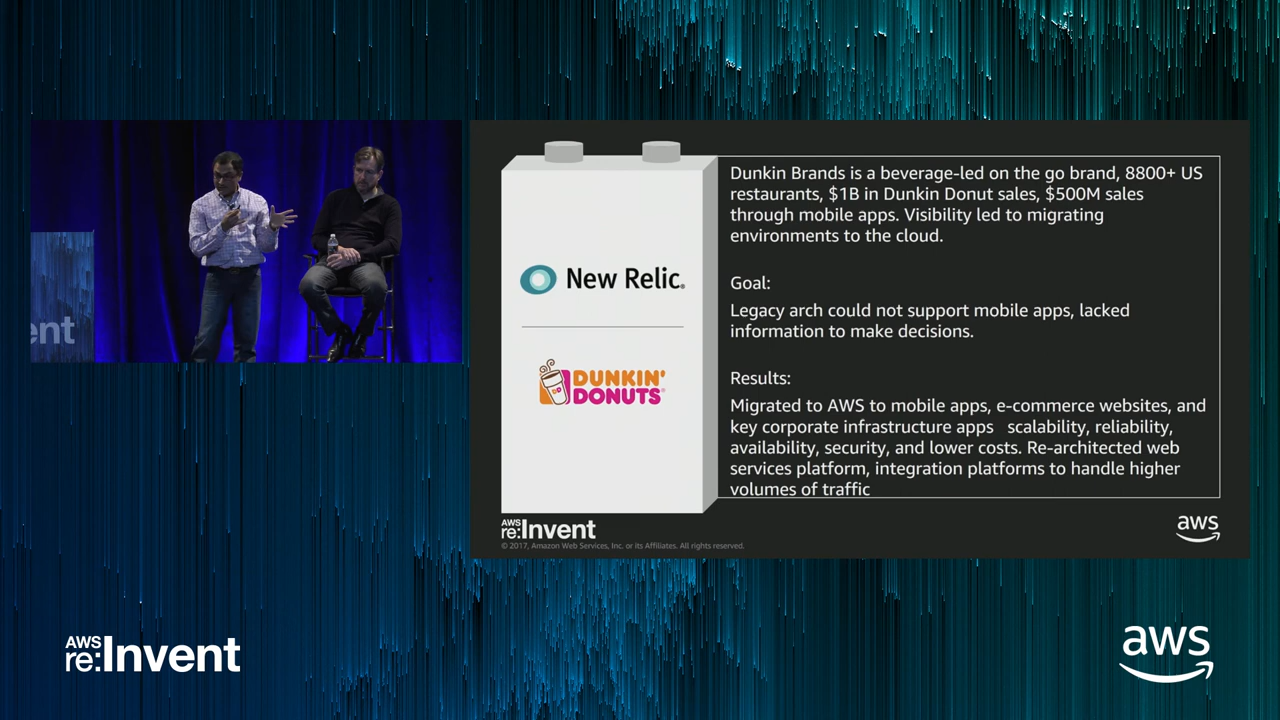 ent
New Relic.
DUNKIN'
DONUTS
Dunkin Brands is a beverage-led on the go brand, 8800+ US
restaurants, $1B in Dunkin Donut sales, $500M sales
through mobile apps. Visibility led to migrating
environments to the cloud.
Goal:
Legacy arch could not support mobile apps, lacked
information to make decisions.
Results:
Migrated to AWS to mobile apps, e-commerce websites, and
key corporate infrastructure apps   scalability, reliability,
availability, security, and lower costs. Re-architected web
services platform, integration platforms to handle higher
volumes of traffic
AWS
re:Invent
© 2017, Amazon Web Services, Inc. or its Affiliates. All rights reserved.
aws
AWS
re:Invent
aws